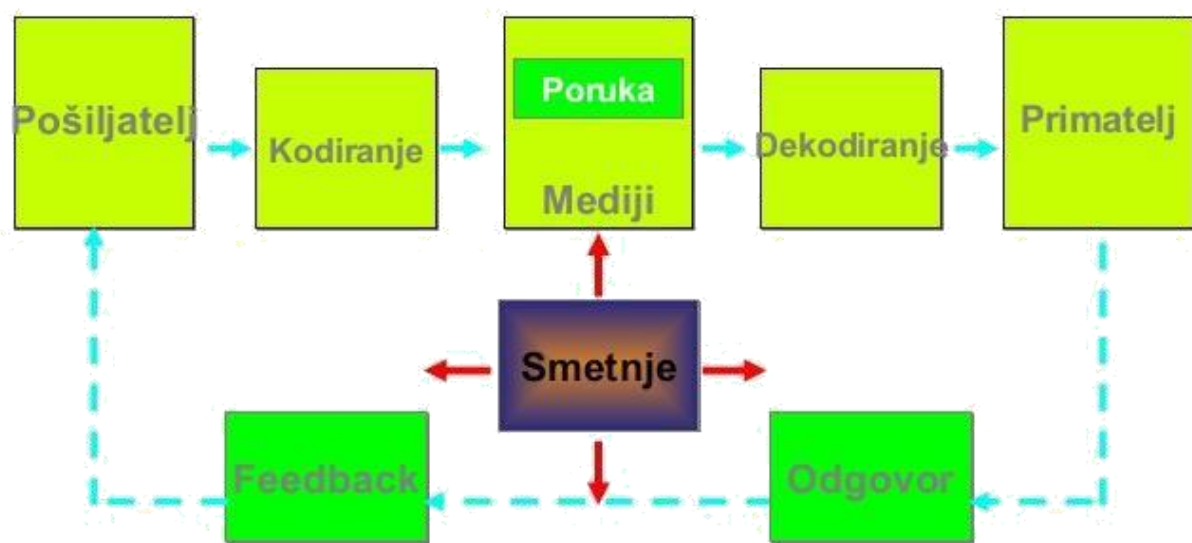 Pošiljatelj
Kodiranje
Poruka
Mediji
Dekodiranje
Primatelj
Smetnje
Feedback
Odgovor